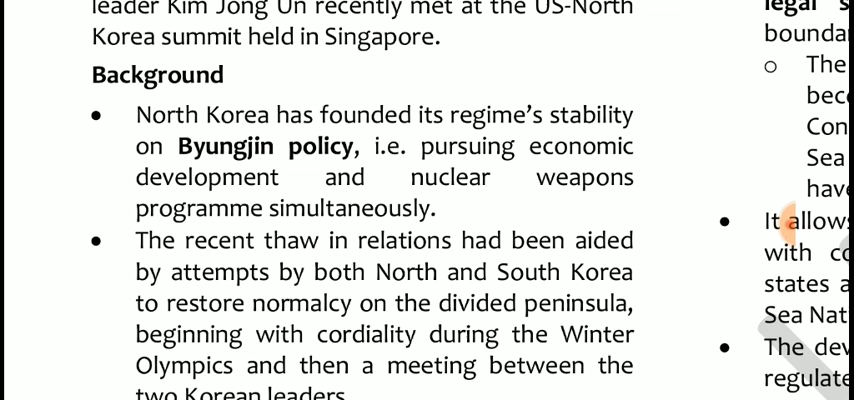 leader Kim Jong Un recently met at the US-North
Korea summit held in Singapore.
Background
• North Korea has founded its regime's stability
on Byungjin policy, i.e. pursuing economic
development and nuclear weapons
programme simultaneously.
• The recent thaw in relations had been aided
by attempts by both North and South Korea
to restore normalcy on the divided peninsula,
beginning with cordiality during the Winter
Olympics and then a meeting between the
two Korean leaders.
legal
bounda
o The
bec
Con
Sea
have
• It allow
with
states
Sea Nat
• The dev
regulate